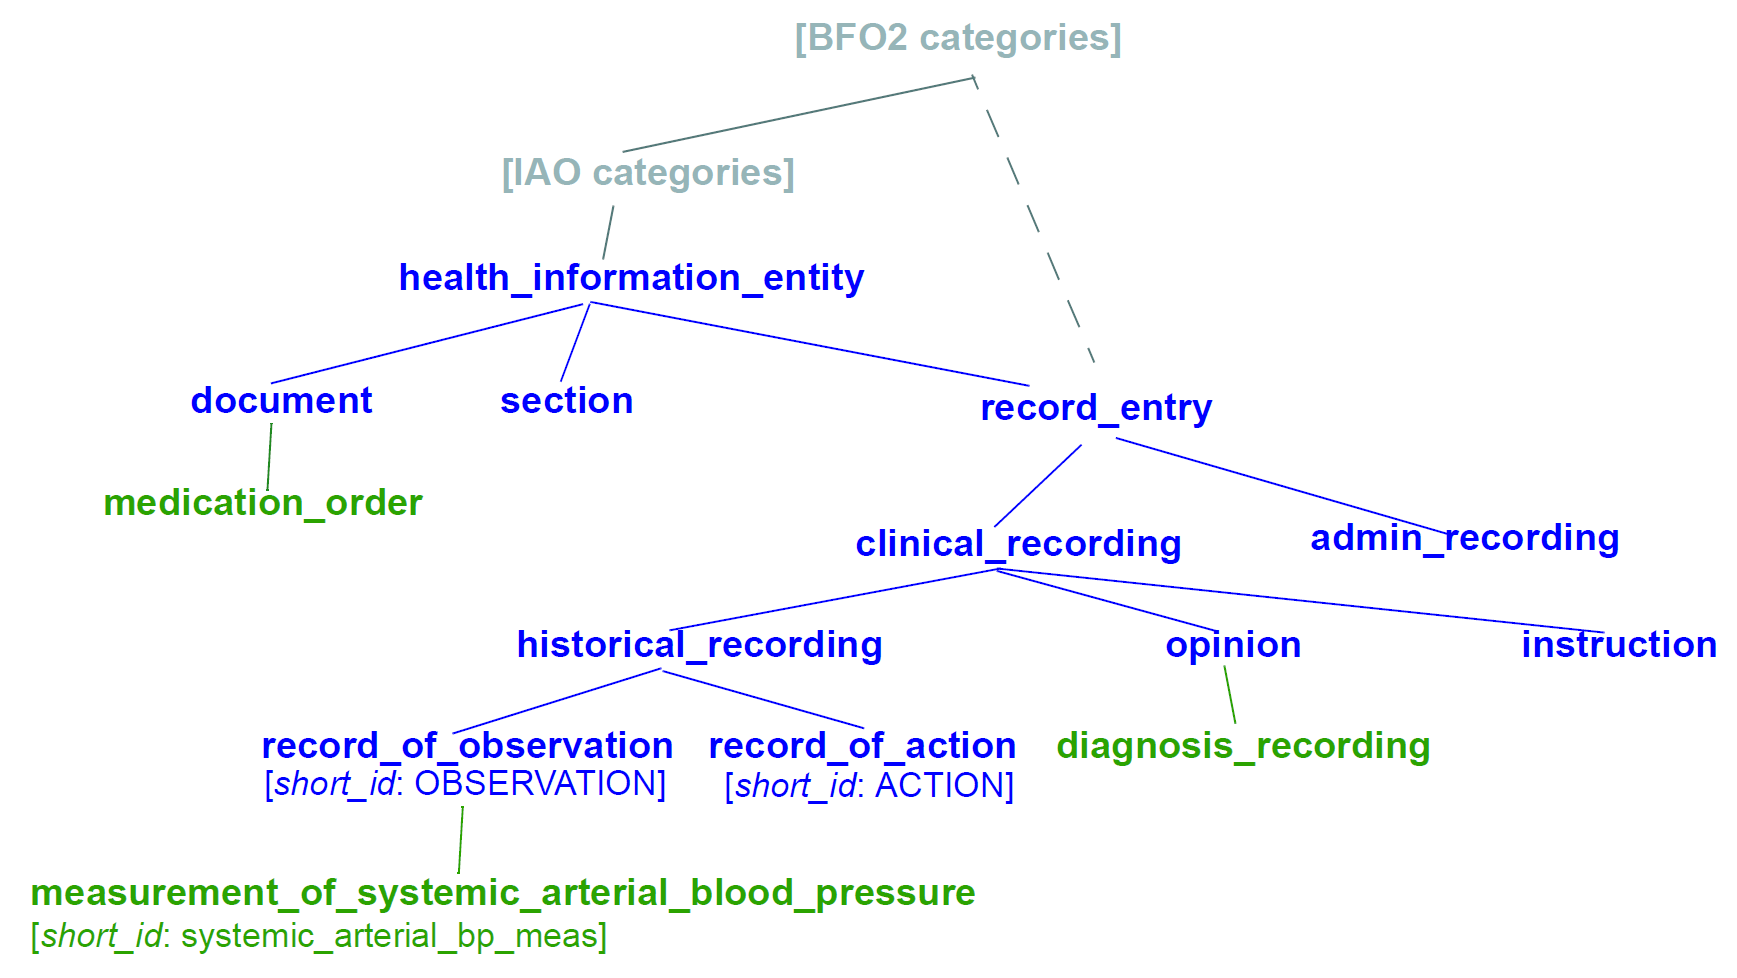 [BFO2 categories]
[IAO categories]
health_information_entity
document
section
record_entry
medication_order
clinical_recording
admin_recording
historical_recording
opinion
instruction
record_of_observation
record_of_action
diagnosis_recording
[short_id: OBSERVATION]
[short_id: ACTION]
measurement_of_systemic_arterial_blood_pressure
[short_id: systemic_arterial_bp_meas]